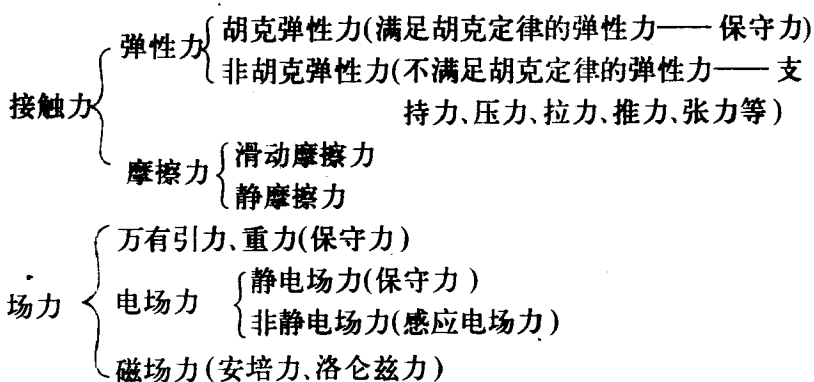 胡克弹性力(满足胡克定律的弹性力—— 保守力)
弹性力
非胡克弹性力(不满足胡克定律的弹性力—— 支
接触力
持力、压力、拉力、推力、张力等)
滑动摩擦力
摩擦力
静摩擦力
万有引力、重力(保守力)
静电场力(保守力)
场力
电场力
非静电场力(感应电场力)
磁场力(安培力、洛仑兹力)